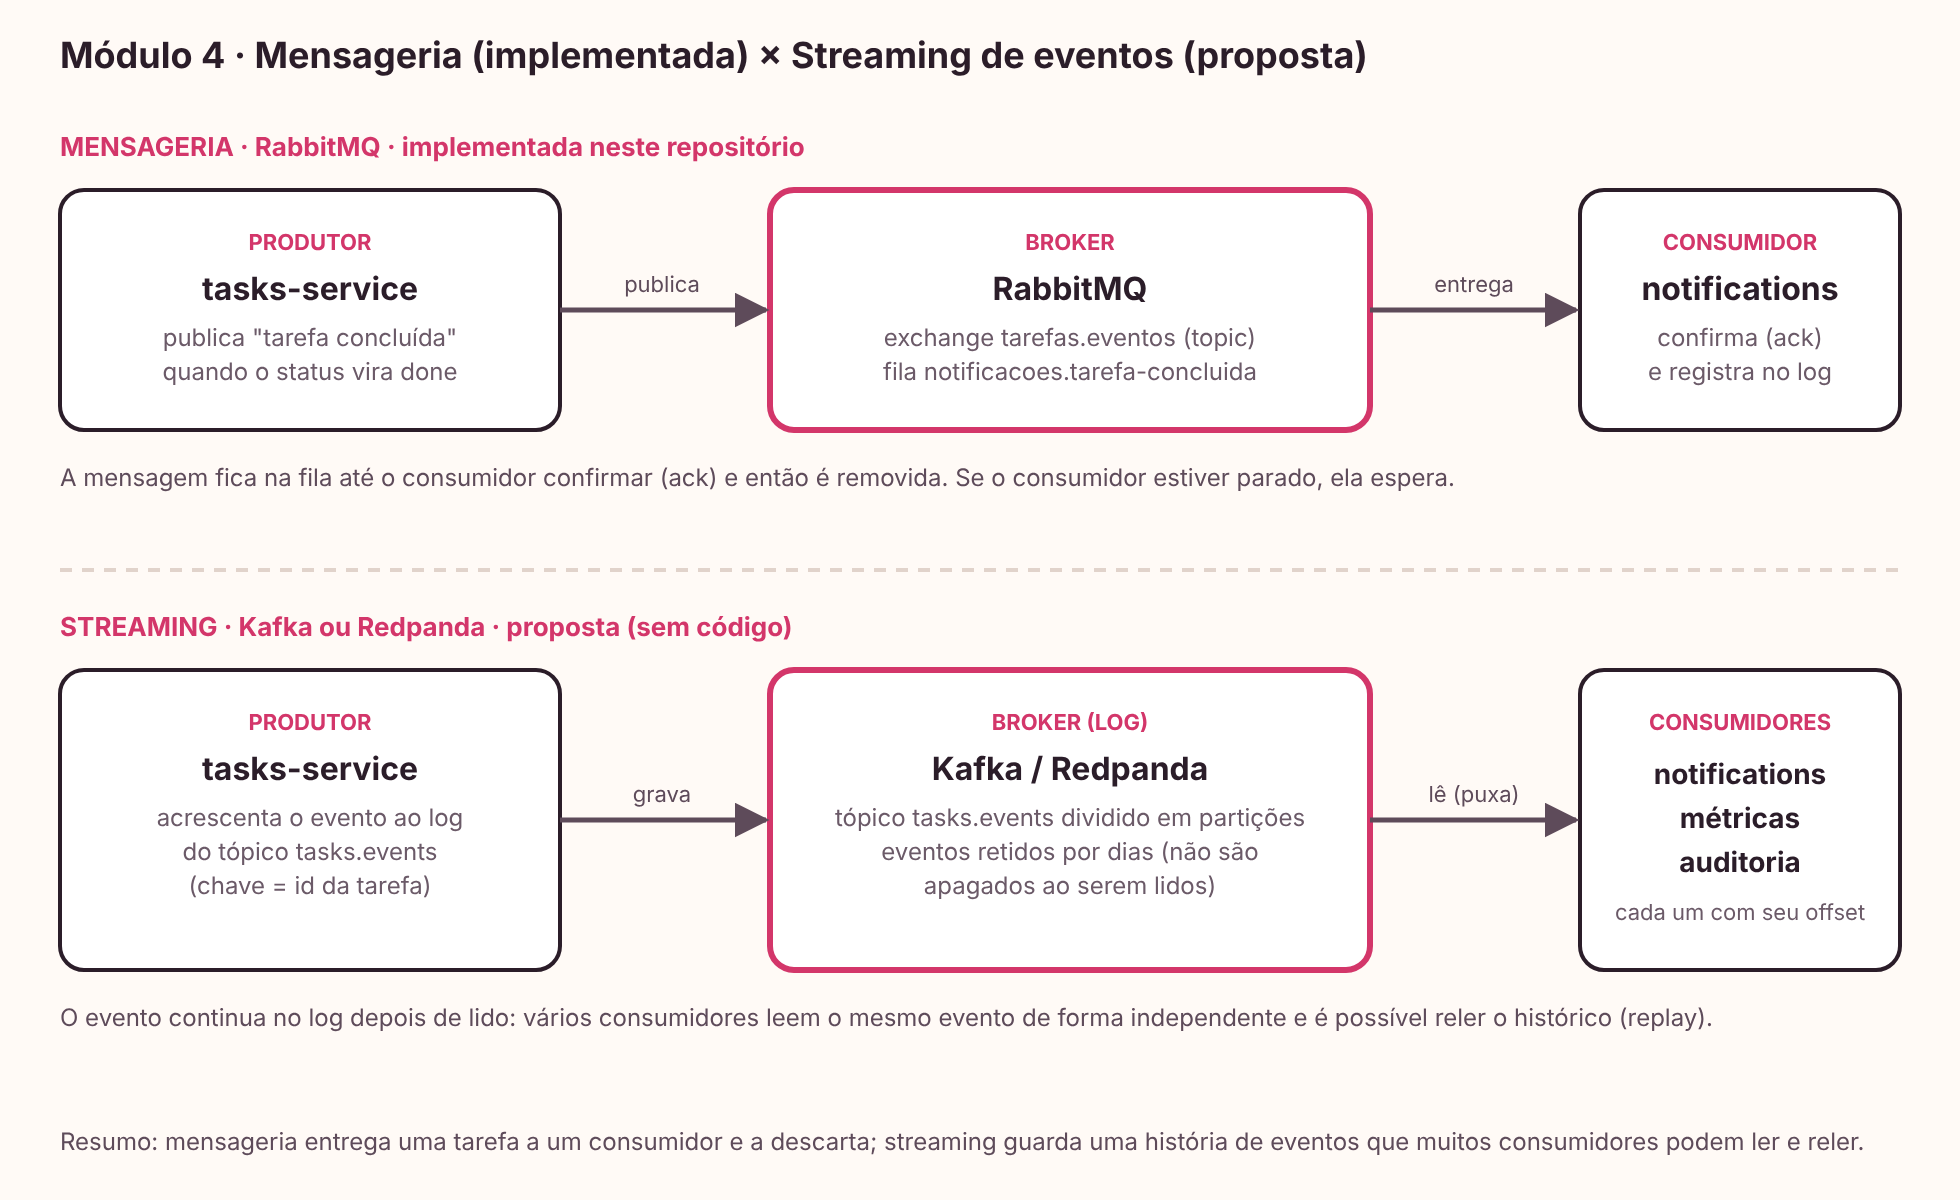 Módulo 4 · Mensageria (implementada) × Streaming de eventos (proposta)
MENSAGERIA · RabbitMQ · implementada neste repositório
PRODUTOR
tasks-service
publica "tarefa concluída"
quando o status vira done
publica
BROKER
RabbitMQ
exchange tarefas.eventos (topic)
fila notificacoes.tarefa-concluida
entrega
CONSUMIDOR
notifications
confirma (ack)
e registra no log
A mensagem fica na fila até o consumidor confirmar (ack) e então é removida. Se o consumidor estiver parado, ela espera.
STREAMING · Kafka ou Redpanda · proposta (sem código)
PRODUTOR
tasks-service
acrescenta o evento ao log
do tópico tasks.events
(chave = id da tarefa)
grava
BROKER (LOG)
Kafka / Redpanda
tópico tasks.events dividido em partições
eventos retidos por dias (não são
apagados ao serem lidos)
lê (puxa)
CONSUMIDORES
notifications
métricas
auditoria
cada um com seu offset
O evento continua no log depois de lido: vários consumidores leem o mesmo evento de forma independente e é possível reler o histórico (replay).
Resumo: mensageria entrega uma tarefa a um consumidor e a descarta; streaming guarda uma história de eventos que muitos consumidores podem ler e reler.